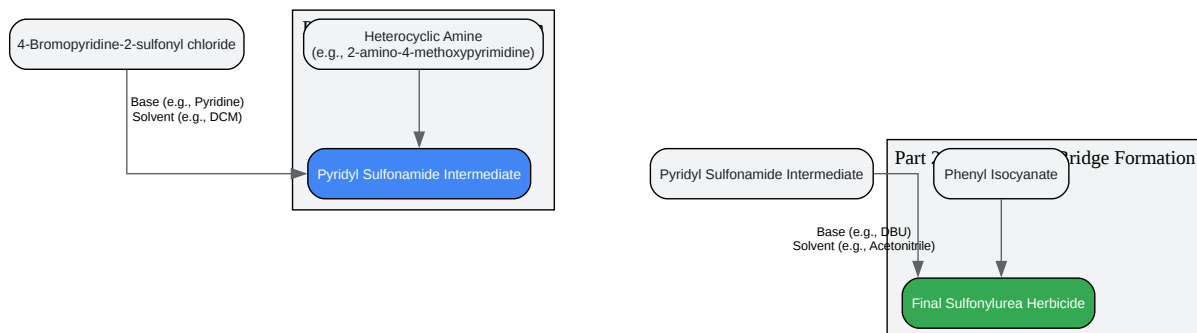 4-Bromopyridine-2-sulfonyl chloride
Heterocyclic Amine
(e.g., 2-amino-4-methoxypyrimidine)
Base (e.g., Pyridine)
Solvent (e.g., DCM)
Pyridyl Sulfonamide Intermediate
Part 2 Bridge Formation
Pyridyl Sulfonamide Intermediate
Phenyl Isocyanate
Base (e.g., DBU)
Solvent (e.g., Acetonitrile)
Final Sulfonylurea Herbicide